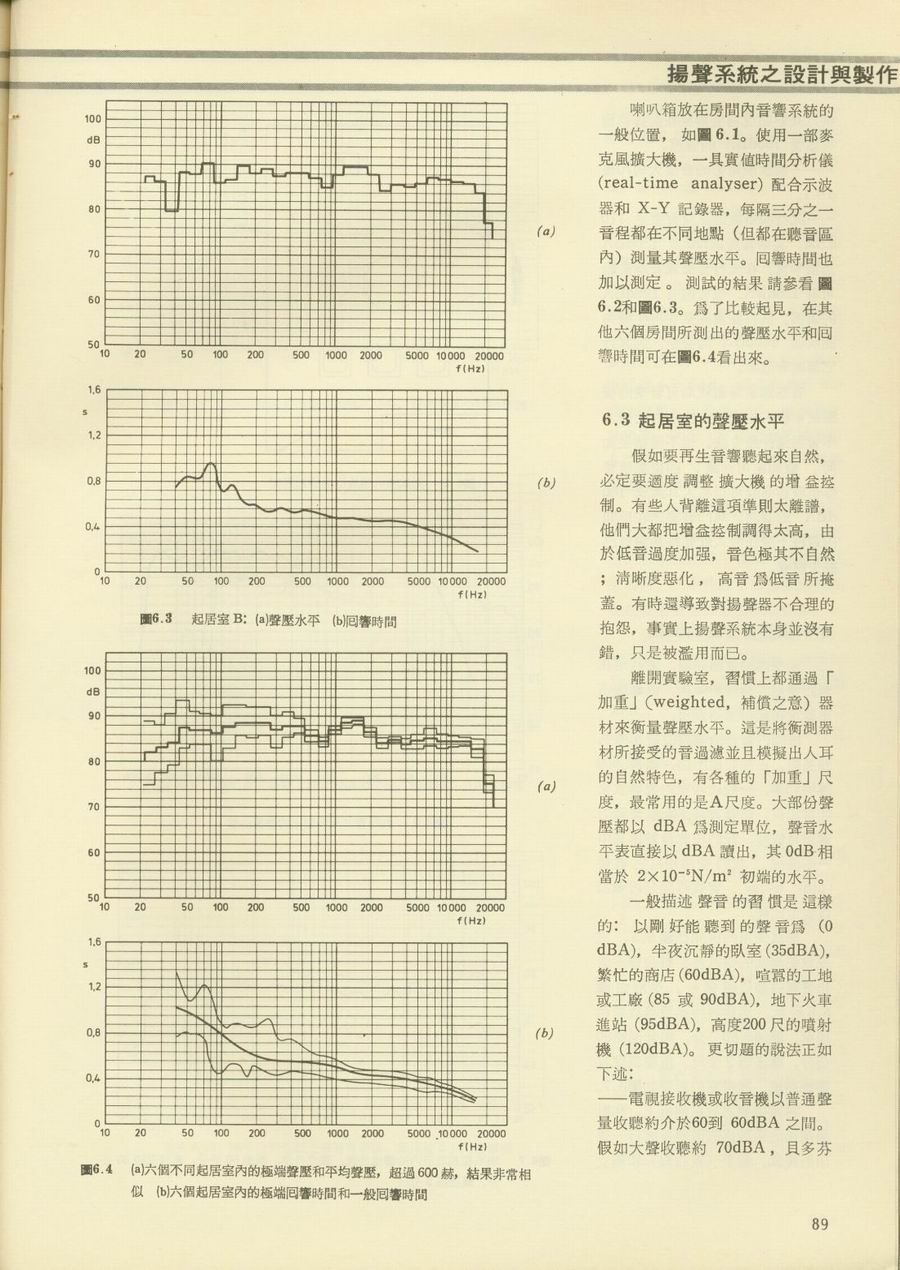 揚聲系統之設計與製作
100
dB
90
80
70
60
50
10 20 50 100 200 500 1000 2000 5000 10000 20000
f(Hz)
(a)
1,6
s
1,2
0,8
0,4
0
10 20 50 100 200 500 1000 2000 5000 10000 20000
f(Hz)
(b)
圖6.3 起居室B：(a)聲壓水平 (b)囘響時間
100
dB
90
80
70
60
50
10 20 50 100 200 500 1000 2000 5000 10000 20000
f(Hz)
(a)
1,6
s
1,2
0,8
0,4
0
10 20 50 100 200 500 1000 2000 5000 10000 20000
f(Hz)
(b)
圖6.4 (a)六個不同起居室內的極端聲壓和平均聲壓，超過600赫，結果非常相
似 (b)六個起居室內的極端囘響時間和一般囘響時間
喇叭箱放在房間內音響系統的
一般位置，如圖6.1。使用一部麥
克風擴大機，一具實値時間分析儀
(real-time analyser) 配合示波
器和 X-Y 記錄器，每隔三分之一
音程都在不同地點（但都在聽音區
內）測量其聲壓水平。囘響時間也
加以測定。測試的結果請參看圖
6.2和圖6.3。爲了比較起見，在其
他六個房間所測出的聲壓水平和囘
響時間可在圖6.4看出來。
6.3 起居室的聲壓水平
假如要再生音響聽起來自然，
必定要適度調整擴大機的增益控
制。有些人背離這項準則太離譜，
他們大都把增益控制調得太高，由
於低音過度加强，音色極其不自然
；清晰度惡化，高音爲低音所掩
蓋。有時還導致對揚聲器不合理的
抱怨，事實上揚聲系統本身並沒有
錯，只是被濫用而已。
離開實驗室，習慣上都通過「
加重」(weighted，補償之意) 器
材來衡量聲壓水平。這是將衡測器
材所接受的音過濾並且模擬出人耳
的自然特色，有各種的「加重」尺
度，最常用的是A尺度。大部份聲
壓都以 dBA 爲測定單位，聲音水
平表直接以 dBA 讀出，其 0dB 相
當於 2×10⁻⁵N/m² 初端的水平。
一般描述聲音的習慣是這樣
的：以剛好能聽到的聲音爲 (0
dBA)，半夜沉靜的臥室 (35dBA)，
繁忙的商店 (60dBA)，喧囂的工地
或工廠 (85 或 90dBA)，地下火車
進站 (95dBA)，高度200尺的噴射
機 (120dBA)。更切題的說法正如
下述：
——電視接收機或收音機以普通聲
量收聽約介於60到 60dBA 之間。
假如大聲收聽約 70dBA，貝多芬
89